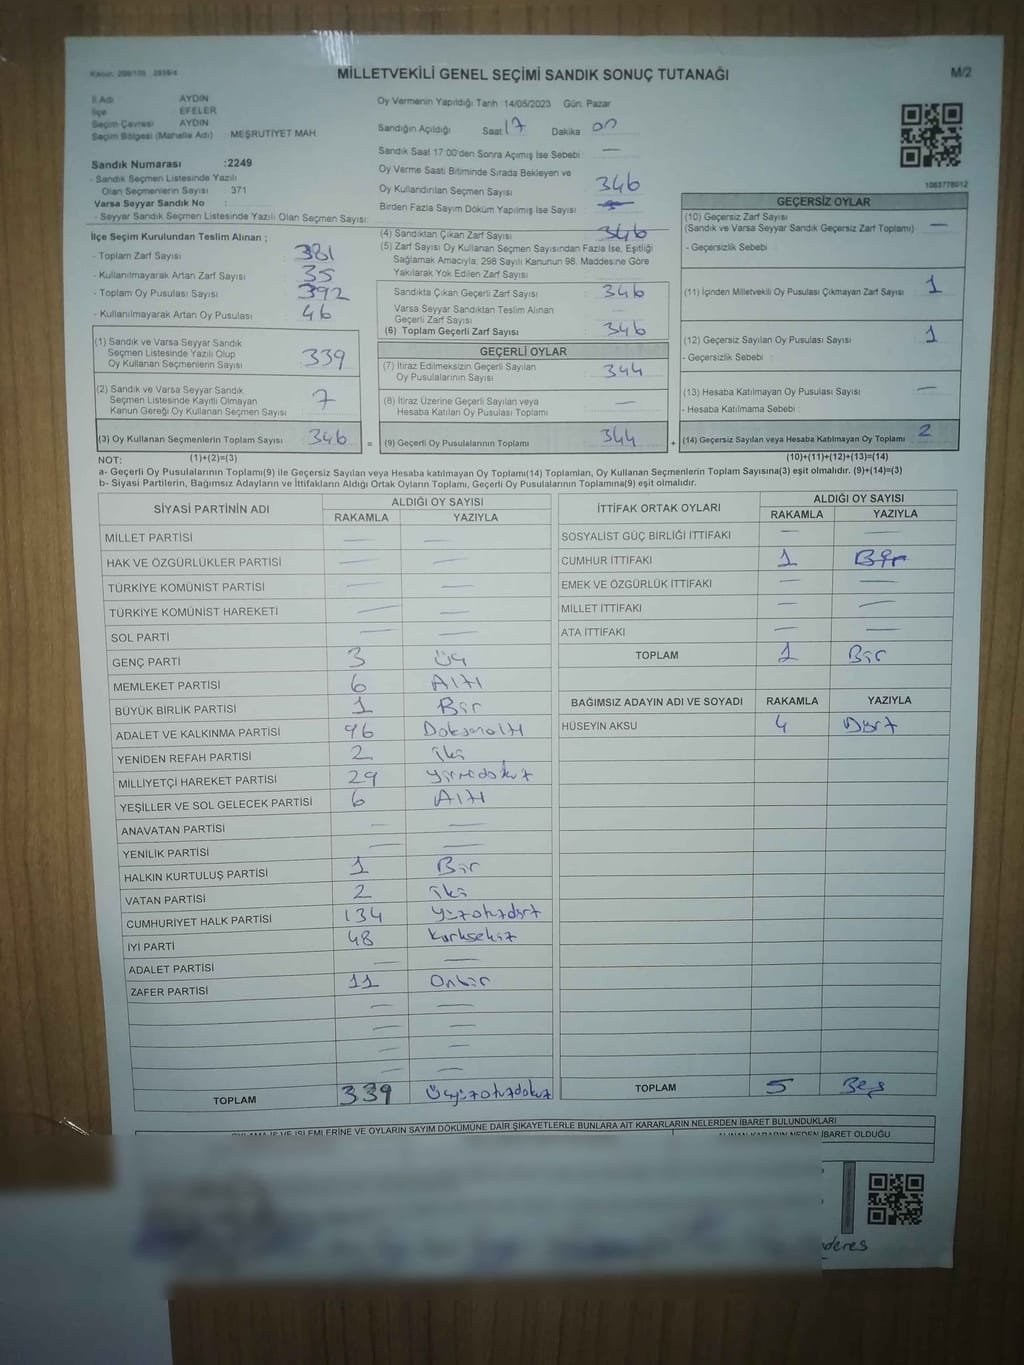 MİLLETVEKİLİ GENEL SEÇİMİ SANDIK SONUÇ TUTANAĞI
M/2
İl Adı AYDIN
İlçe EFELER
Seçim Çevresi AYDIN
Seçim Bölgesi (Mahalle Adı) MEŞRUTİYET MAH.
Sandık Numarası :2249
- Sandık Seçmen Listesinde Yazılı
Olan Seçmenlerin Sayısı 371
Varsa Seyyar Sandık No :
- Seyyar Sandık Seçmen Listesinde Yazılı Olan Seçmen Sayısı:
Oy Vermenin Yapıldığı Tarih 14/05/2023 Gün: Pazar
Sandığın Açıldığı Saat 17 Dakika 00
Sandık Saat 17:00'den Sonra Açımış İse Sebebi : —
Oy Verme Saati Bitiminde Sırada Bekleyen ve
Oy Kullandırılan Seçmen Sayısı 346
Birden Fazla Sayım Döküm Yapılmış İse Sayısı
1083778012
İlçe Seçim Kurulundan Teslim Alınan ;
- Toplam Zarf Sayısı 381
- Kullanılmayarak Artan Zarf Sayısı 35
- Toplam Oy Pusulası Sayısı 392
- Kullanılmayarak Artan Oy Pusulası 46
(1) Sandık ve Varsa Seyyar Sandık
Seçmen Listesinde Yazılı Olup
Oy Kullanan Seçmenlerin Sayısı 339
(2) Sandık ve Varsa Seyyar Sandık
Seçmen Listesinde Kayıtlı Olmayan
Kanun Gereği Oy Kullanan Seçmen Sayısı 7
(3) Oy Kullanan Seçmenlerin Toplam Sayısı 346
(1)+(2)=(3)
(4) Sandıktan Çıkan Zarf Sayısı 346
(5) Zarf Sayısı Oy Kullanan Seçmen Sayısından Fazla İse, Eşitliği
Sağlamak Amacıyla, 298 Sayılı Kanunun 98. Maddesine Göre
Yakılarak Yok Edilen Zarf Sayısı :
Sandıkta Çıkan Geçerli Zarf Sayısı : 346
Varsa Seyyar Sandıktan Teslim Alınan
Geçerli Zarf Sayısı
(6) Toplam Geçerli Zarf Sayısı : 346
GEÇERLİ OYLAR
(7) İtiraz Edilmeksizin Geçerli Sayılan
Oy Pusulalarının Sayısı 344
(8) İtiraz Üzerine Geçerli Sayılan veya
Hesaba Katılan Oy Pusulası Toplamı —
= (9) Geçerli Oy Pusulalarının Toplamı 344
GEÇERSİZ OYLAR
(10) Geçersiz Zarf Sayısı
(Sandık ve Varsa Seyyar Sandık Geçersiz Zarf Toplamı) —
- Geçersizlik Sebebi :
(11) İçinden Milletvekili Oy Pusulası Çıkmayan Zarf Sayısı 1
(12) Geçersiz Sayılan Oy Pusulası Sayısı 1
- Geçersizlik Sebebi :
(13) Hesaba Katılmayan Oy Pusulası Sayısı —
- Hesaba Katılmama Sebebi :
+ (14) Geçersiz Sayılan veya Hesaba Katılmayan Oy Toplamı 2
(10)+(11)+(12)+(13)=(14)
NOT:
a- Geçerli Oy Pusulalarının Toplamı(9) ile Geçersiz Sayılan veya Hesaba katılmayan Oy Toplamı(14) Toplamları, Oy Kullanan Seçmenlerin Toplam Sayısına(3) eşit olmalıdır. (9)+(14)=(3)
b- Siyasi Partilerin, Bağımsız Adayların ve İttifakların Aldığı Ortak Oyların Toplamı, Geçerli Oy Pusulalarının Toplamına(9) eşit olmalıdır.
SİYASİ PARTİNİN ADI ALDIĞI OY SAYISI
RAKAMLA YAZIYLA
MİLLET PARTİSİ — —
HAK VE ÖZGÜRLÜKLER PARTİSİ — —
TÜRKİYE KOMÜNİST PARTİSİ — —
TÜRKİYE KOMÜNİST HAREKETİ — —
SOL PARTİ — —
GENÇ PARTİ 3 Üç
MEMLEKET PARTİSİ 6 Altı
BÜYÜK BİRLİK PARTİSİ 1 Bir
ADALET VE KALKINMA PARTİSİ 96 Doksanaltı
YENİDEN REFAH PARTİSİ 2 İki
MİLLİYETÇİ HAREKET PARTİSİ 29 Yirmidokuz
YEŞİLLER VE SOL GELECEK PARTİSİ 6 Altı
ANAVATAN PARTİSİ — —
YENİLİK PARTİSİ — —
HALKIN KURTULUŞ PARTİSİ 1 Bir
VATAN PARTİSİ 2 İki
CUMHURİYET HALK PARTİSİ 134 Yüzotuzdört
İYİ PARTİ 48 Kırksekiz
ADALET PARTİSİ — —
ZAFER PARTİSİ 11 Onbir
— —
— —
— —
— —
TOPLAM 339 Üçyüzotuzdokuz
İTTİFAK ORTAK OYLARI ALDIĞI OY SAYISI
RAKAMLA YAZIYLA
SOSYALİST GÜÇ BİRLİĞİ İTTİFAKI — —
CUMHUR İTTİFAKI 1 Bir
EMEK VE ÖZGÜRLÜK İTTİFAKI — —
MİLLET İTTİFAKI — —
ATA İTTİFAKI — —
TOPLAM 1 Bir
BAĞIMSIZ ADAYIN ADI VE SOYADI RAKAMLA YAZIYLA
HÜSEYİN AKSU 4 Dört
TOPLAM 5 Beş
OYLAMA İŞ VE İŞLEMLERİNE VE OYLARIN SAYIM DÖKÜMÜNE DAİR ŞİKAYETLERLE BUNLARA AİT KARARLARIN NELERDEN İBARET BULUNDUKLARI
ALINAN KARARIN NEDEN İBARET OLDUĞU
deres